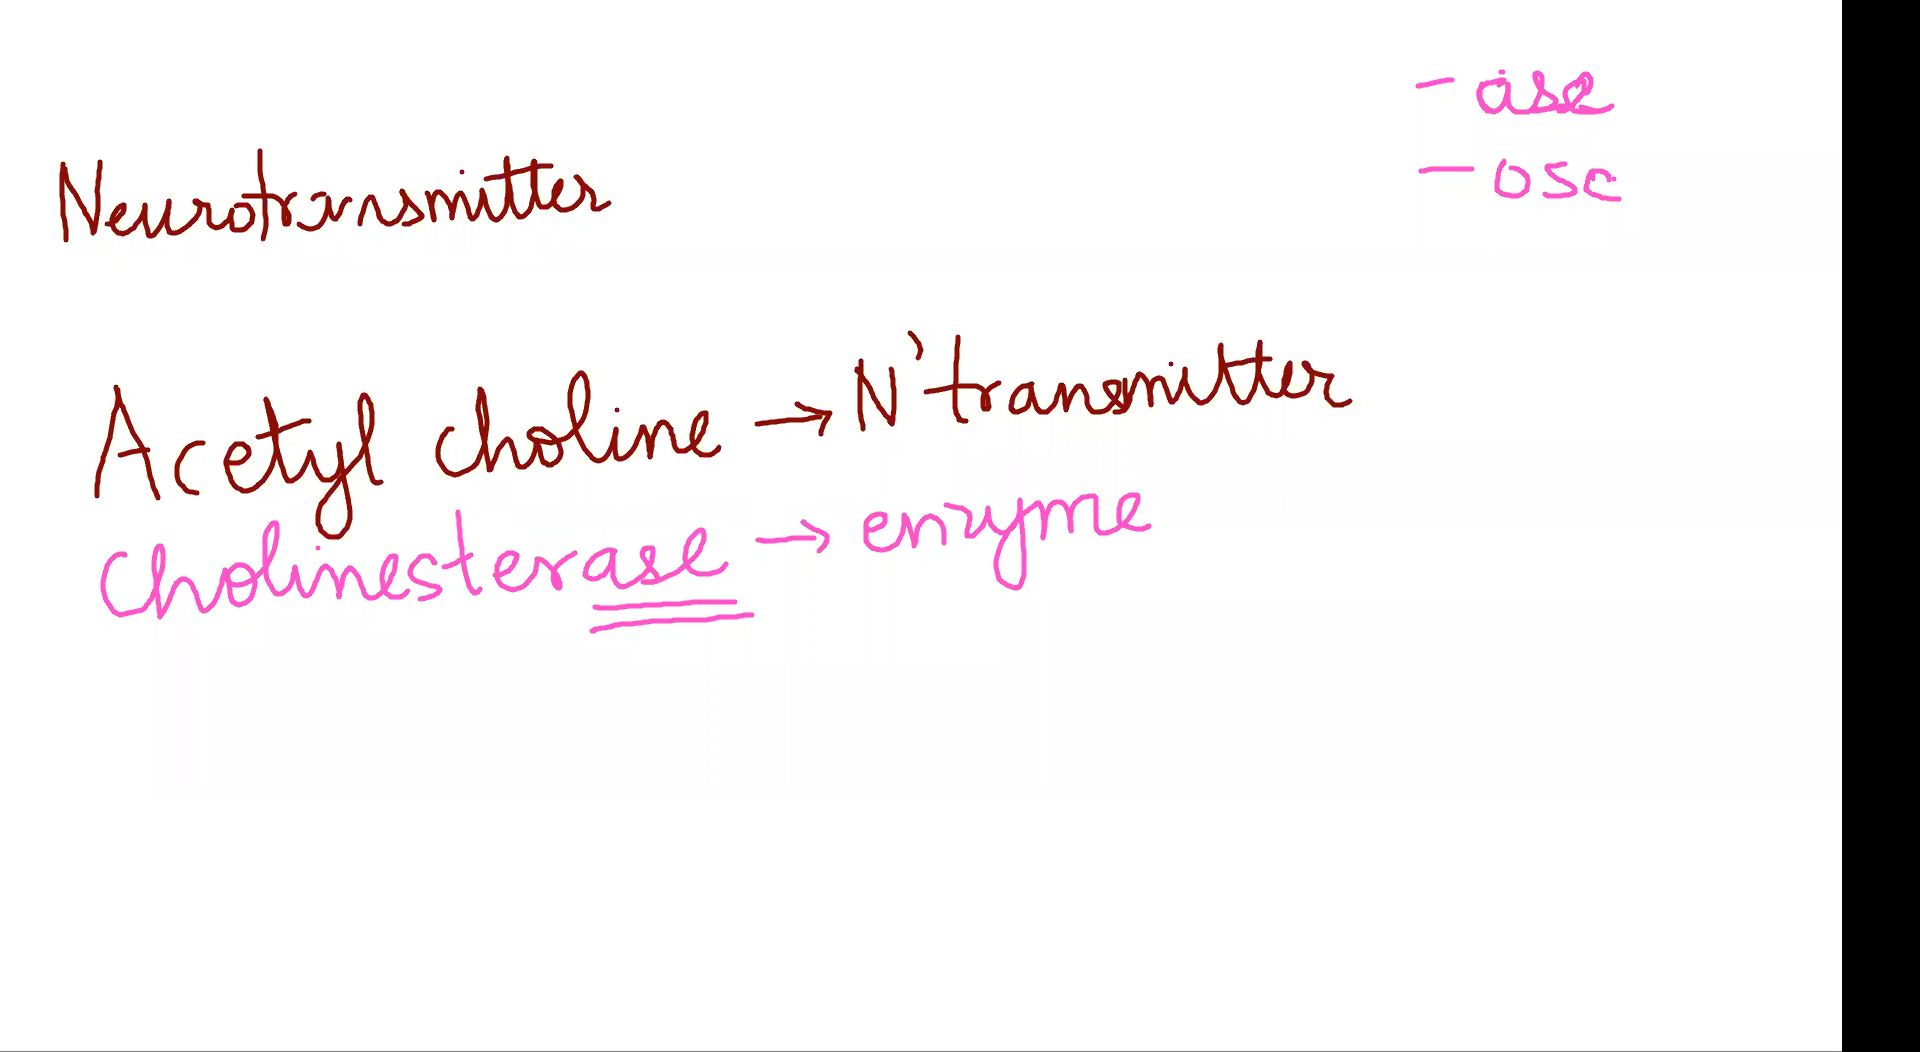 - ase
- ose
Neurotransmitter
Acetyl choline → N'transmitter
Cholinesterase → enzyme